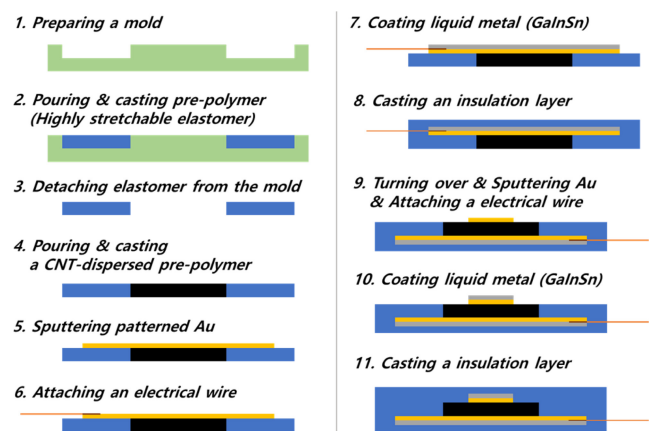 1. Preparing a mold
2. Pouring & casting pre-polymer
(Highly stretchable elastomer)
3. Detaching elastomer from the mold
4. Pouring & casting
a CNT-dispersed pre-polymer
5. Sputtering patterned Au
6. Attaching an electrical wire
7. Coating liquid metal (GaInSn)
8. Casting an insulation layer
9. Turning over & Sputtering Au
& Attaching a electrical wire
10. Coating liquid metal (GaInSn)
11. Casting a insulation layer